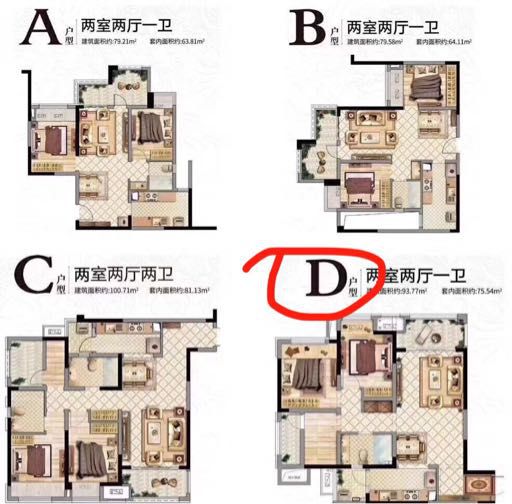 A 户型 两室两厅一卫
建筑面积约:79.21m² 套内面积约:63.81m²
B 户型 两室两厅一卫
建筑面积约:79.58m² 套内面积约:64.11m²
C 户型 两室两厅两卫
建筑面积约:100.71m² 套内面积约:81.13m²
D 户型 两室两厅一卫
建筑面积约:93.77m² 套内面积约:75.54m²